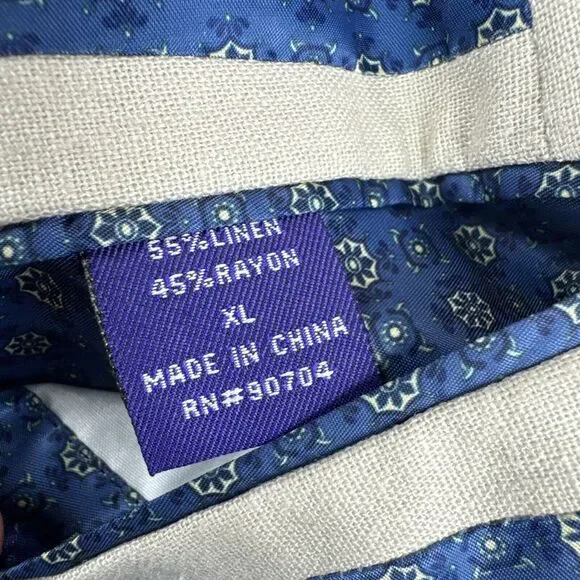 55%LINEN
45%RAYON
XL
MADE IN CHINA
RN#90704